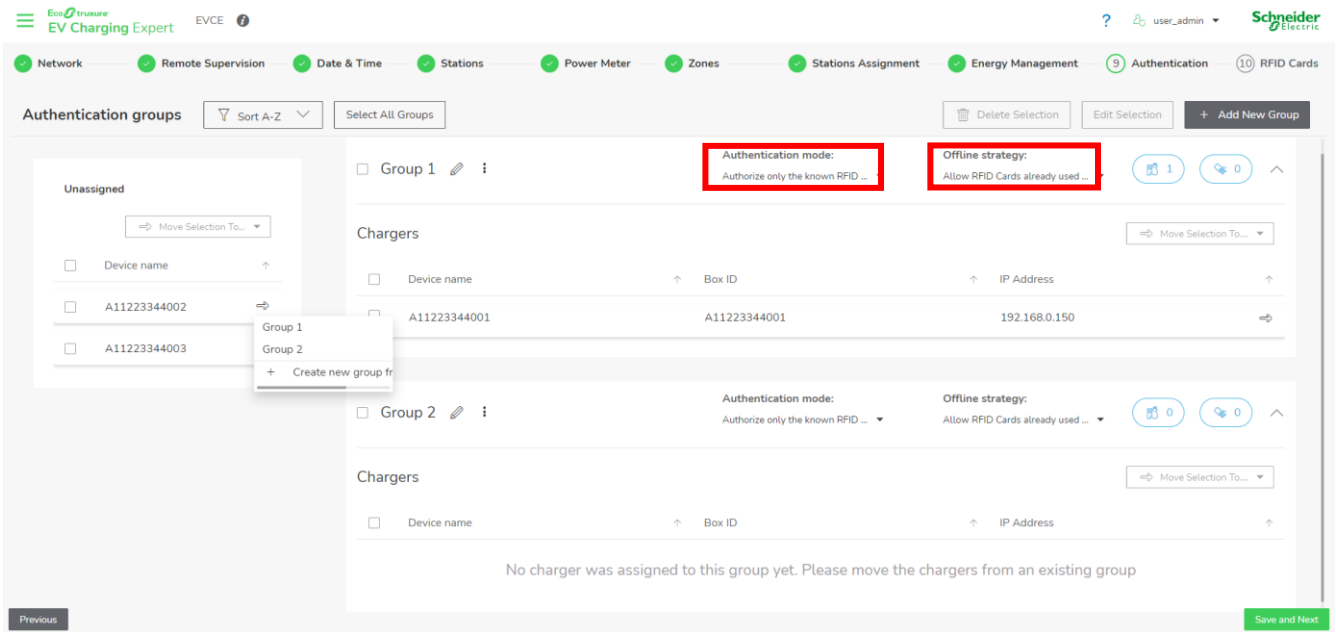 EcoStruxure
EV Charging Expert
EVCE
?
user_admin
Schneider
Electric
Network
Remote Supervision
Date & Time
Stations
Power Meter
Zones
Stations Assignment
Energy Management
9 Authentication
10 RFID Cards
Authentication groups
Sort A-Z
Select All Groups
Delete Selection
Edit Selection
+ Add New Group
Unassigned
Move Selection To...
Device name
A11223344002
A11223344003
Group 1
Group 2
+ Create new group fr
Group 1
Authentication mode:
Authorize only the known RFID ...
Offline strategy:
Allow RFID Cards already used ...
1
0
Chargers
Move Selection To...
Device name
Box ID
IP Address
A11223344001
A11223344001
192.168.0.150
Group 2
Authentication mode:
Authorize only the known RFID ...
Offline strategy:
Allow RFID Cards already used ...
0
0
Chargers
Move Selection To...
Device name
Box ID
IP Address
No charger was assigned to this group yet. Please move the chargers from an existing group
Previous
Save and Next